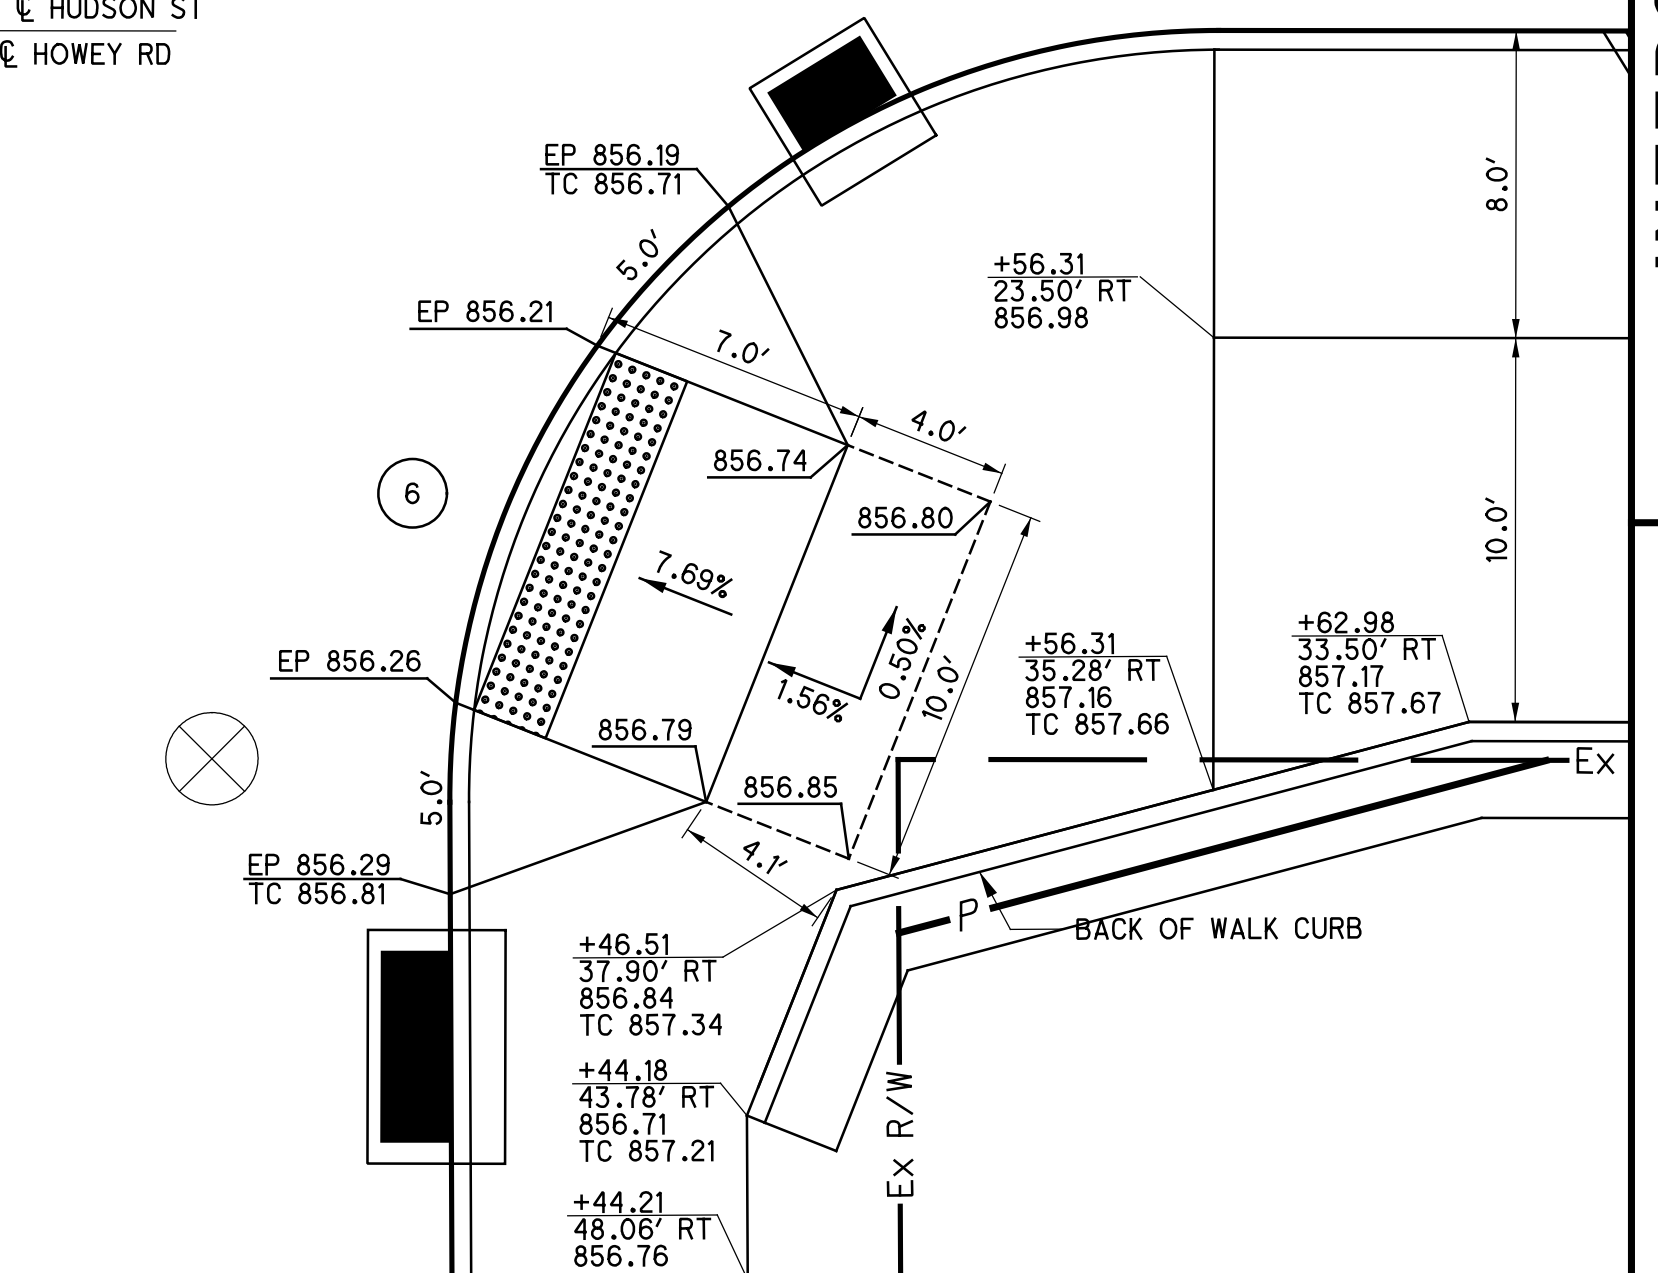 ℄ HUDSON ST
℄ HOWEY RD
EP 856.19
TC 856.71
5.0′
8.0′
+56.31
23.50′ RT
856.98
EP 856.21
7.0′
4.0′
856.74
856.80
6
10.0′
7.69%
0.50%
10.0′
1.56%
+56.31
35.28′ RT
857.16
TC 857.66
+62.98
33.50′ RT
857.17
TC 857.67
EP 856.26
856.79
856.85
Ex
5.0′
4.1′
EP 856.29
TC 856.81
P
BACK OF WALK CURB
+46.51
37.90′ RT
856.84
TC 857.34
+44.18
43.78′ RT
856.71
TC 857.21
Ex R/W
+44.21
48.06′ RT
856.76